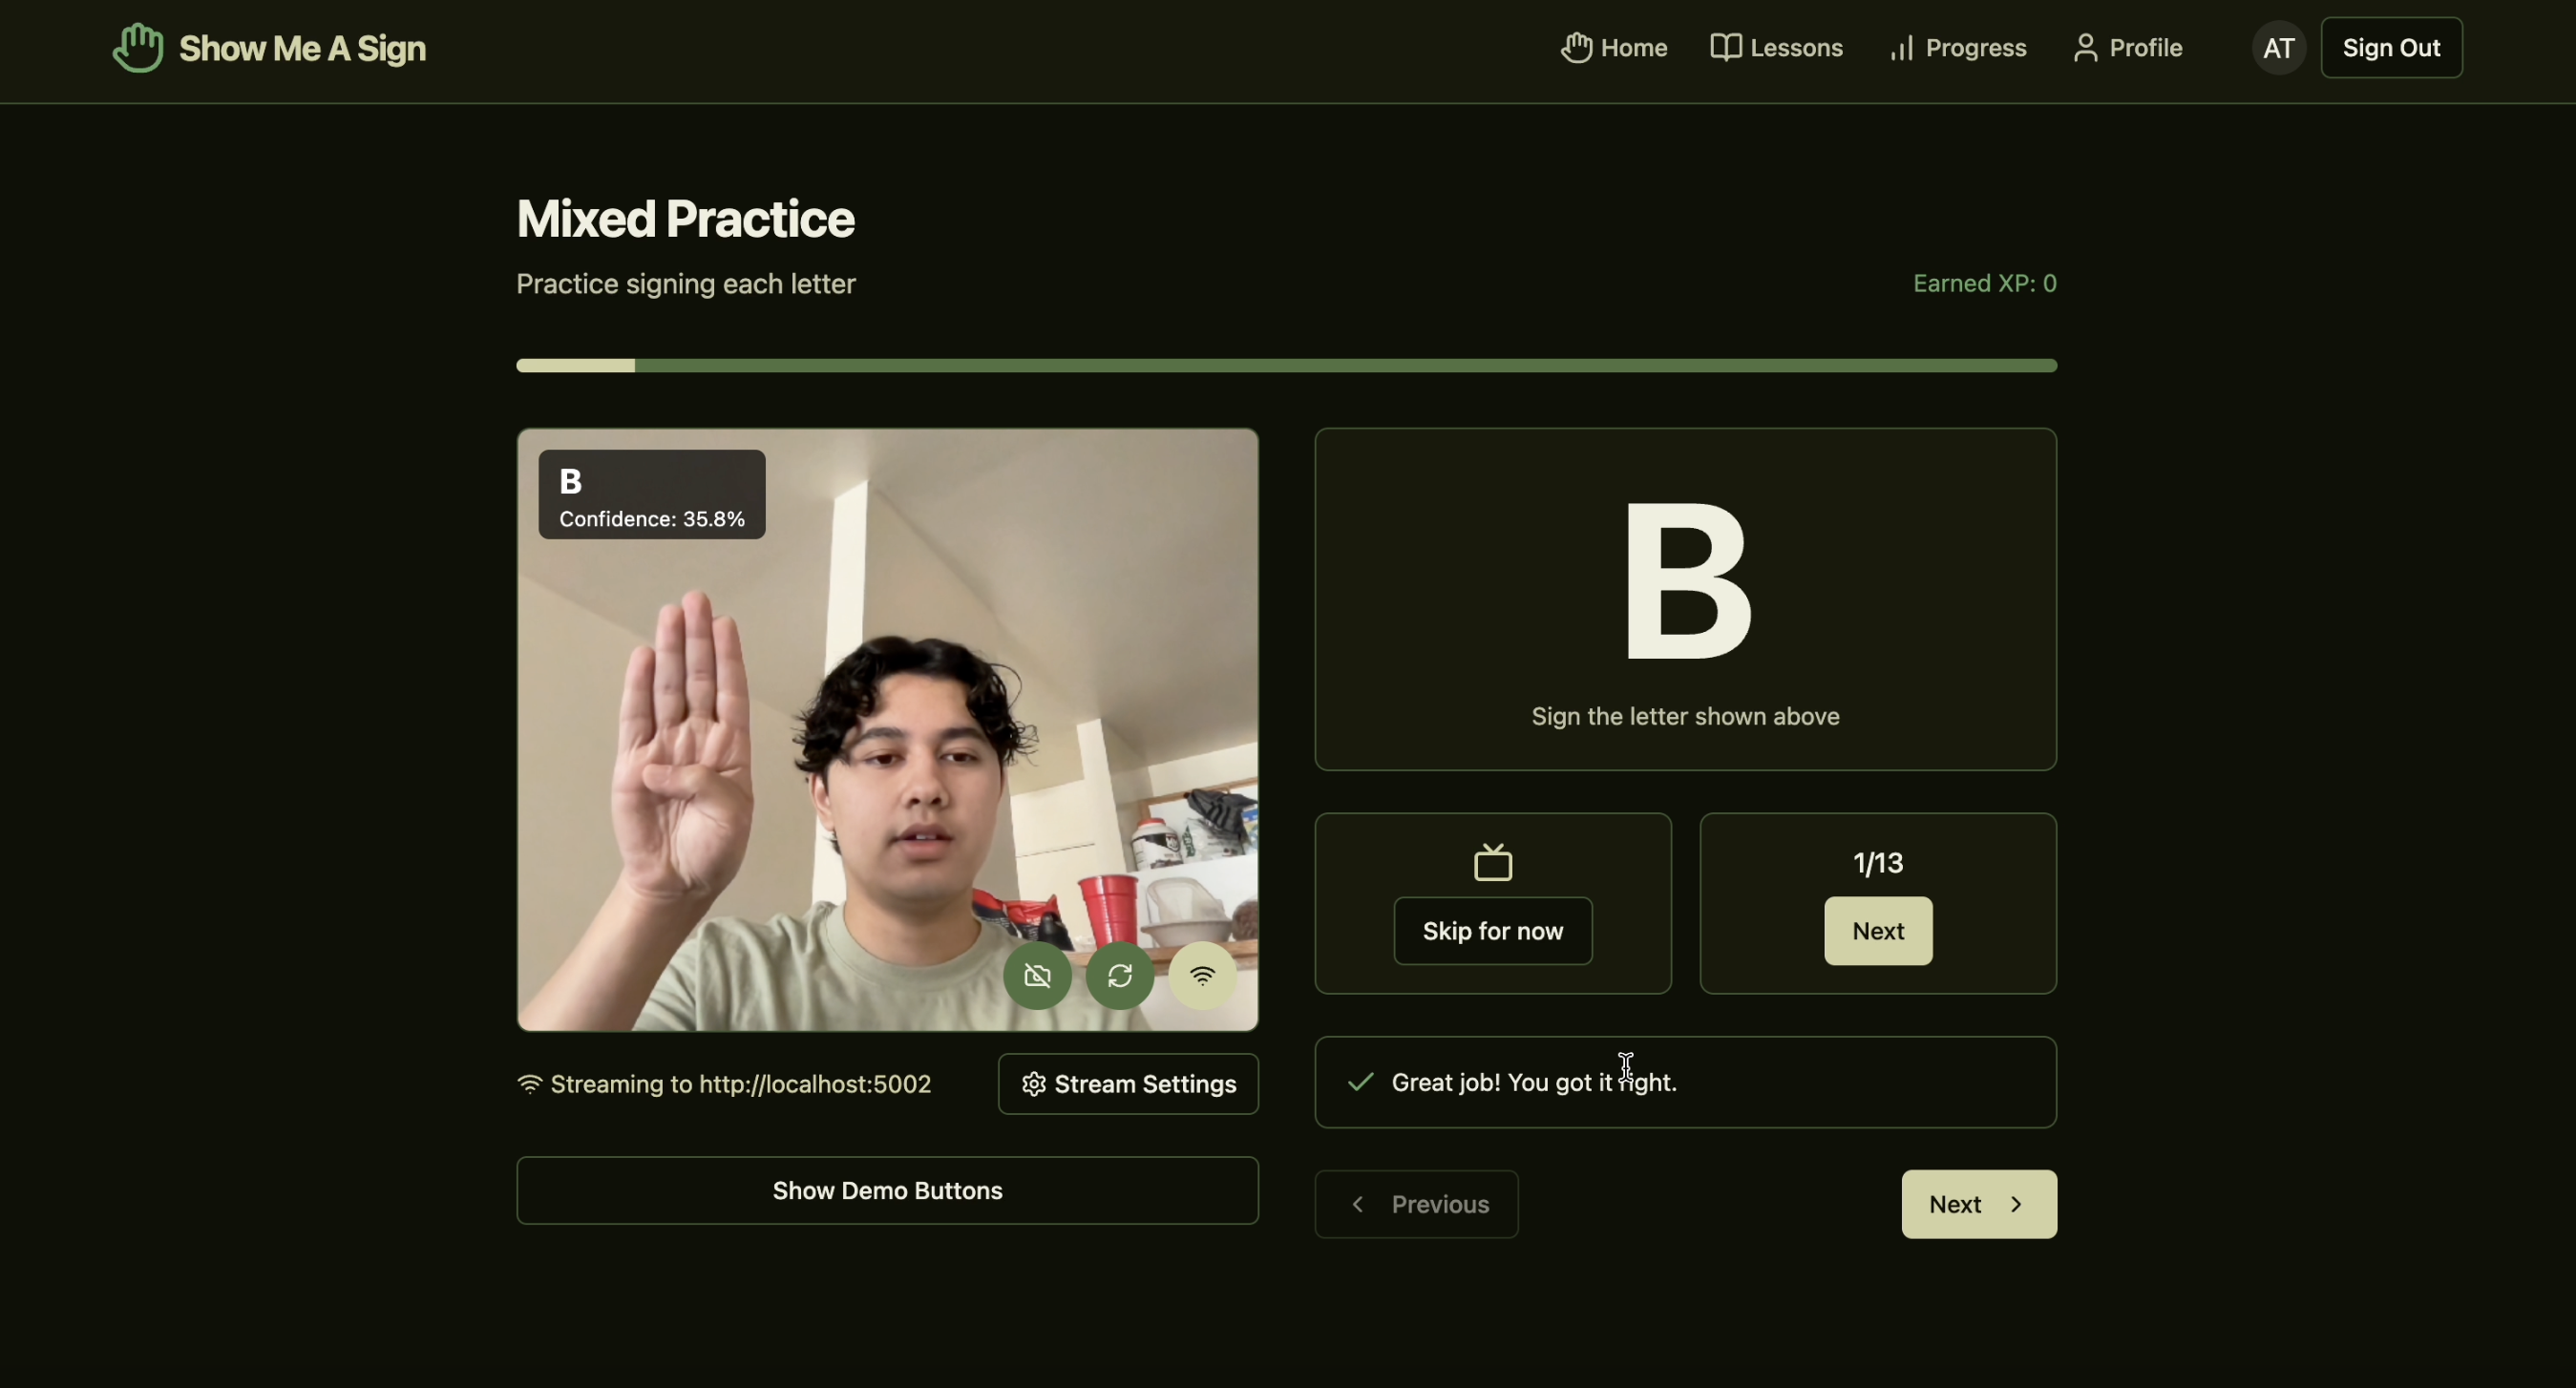 Show Me A Sign
Home
Lessons
Progress
Profile
AT
Sign Out
Mixed Practice
Practice signing each letter
Earned XP: 0
B
Confidence: 35.8%
B
Sign the letter shown above
Skip for now
1/13
Next
Streaming to http://localhost:5002
Stream Settings
Great job! You got it right.
Show Demo Buttons
Previous
Next